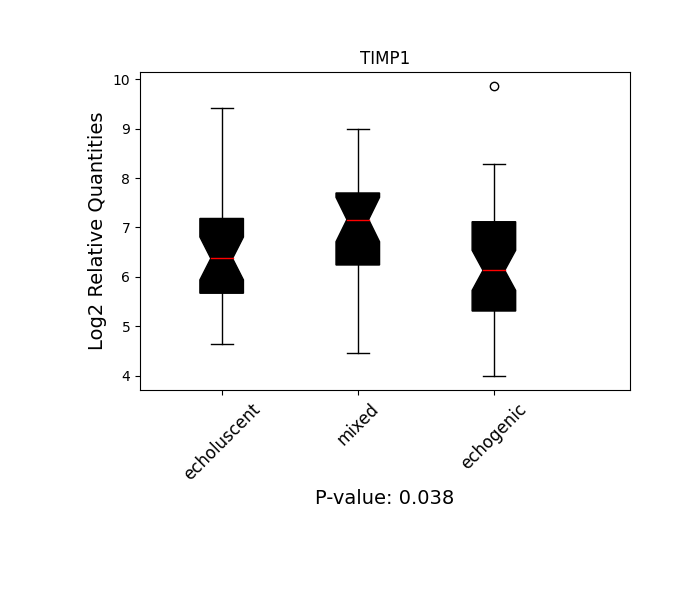 TIMP1
Log2 Relative Quantities
10
9
8
7
6
5
4
echoluscent
mixed
echogenic
P-value: 0.038